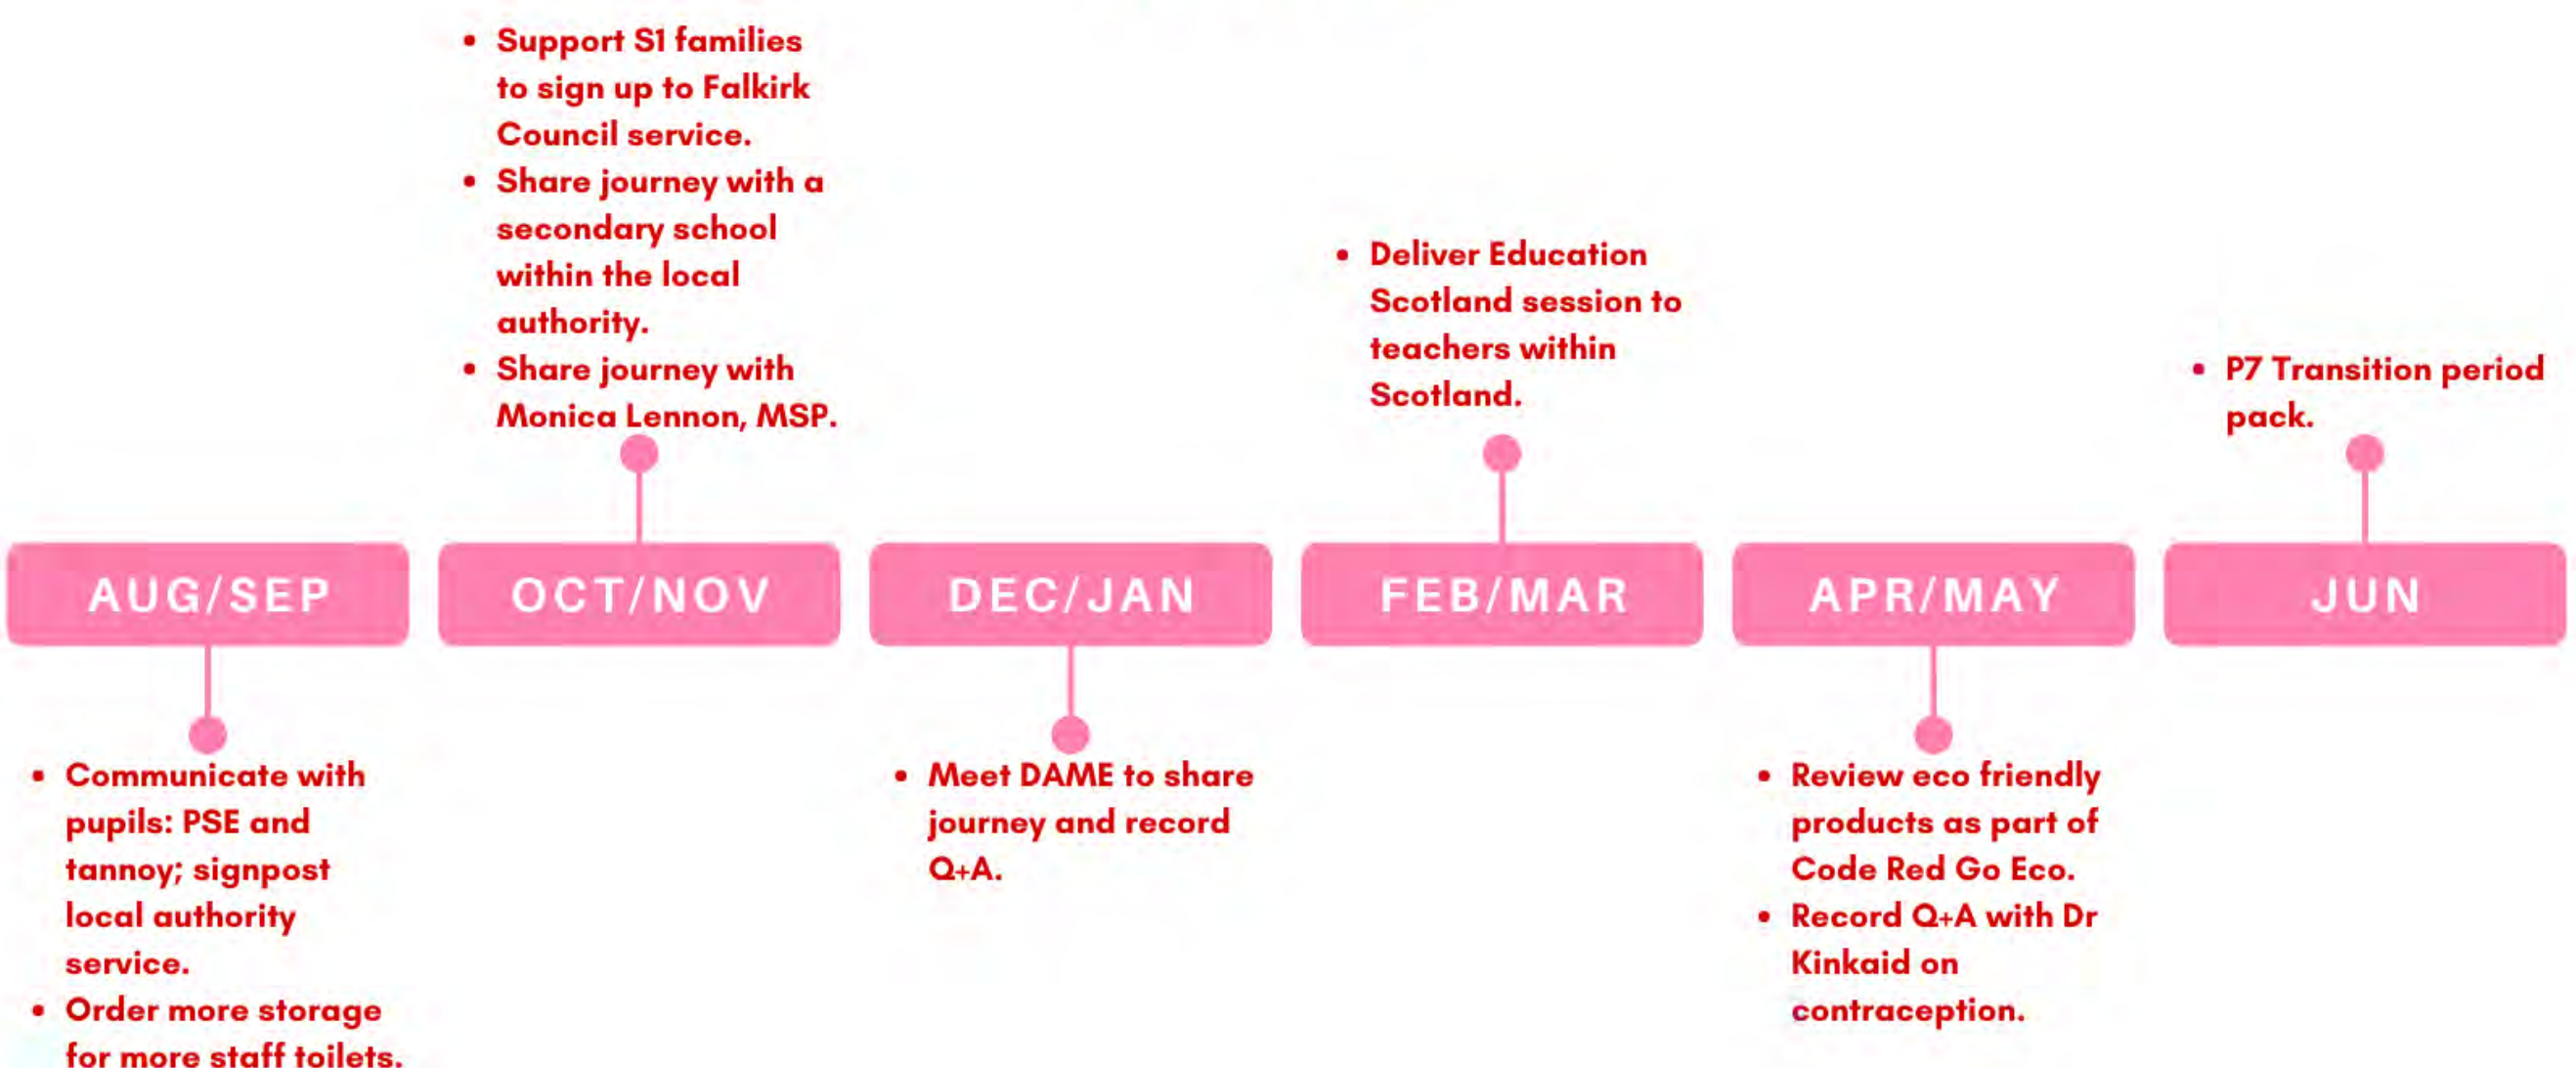 • Support S1 families
to sign up to Falkirk
Council service.
• Share journey with a
secondary school
within the local
authority.
• Share journey with
Monica Lennon, MSP.
• Deliver Education
Scotland session to
teachers within
Scotland.
• P7 Transition period
pack.
AUG/SEP
OCT/NOV
DEC/JAN
FEB/MAR
APR/MAY
JUN
• Communicate with
pupils: PSE and
tannoy; signpost
local authority
service.
• Order more storage
for more staff toilets.
• Meet DAME to share
journey and record
Q+A.
• Review eco friendly
products as part of
Code Red Go Eco.
• Record Q+A with Dr
Kinkaid on
contraception.